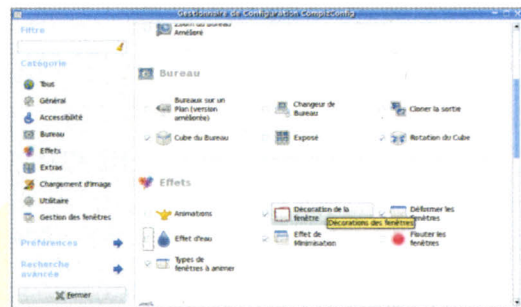 Gestionnaire de Configuration CompizConfig
Filtre
Catégorie
Tous
Général
Accessibilité
Bureau
Effets
Extras
Chargement d'image
Utilitaire
Gestion des fenêtres
Préférences
Recherche
avancée
Fermer
Zoom du Bureau
Amélioré
Bureau
Bureaux sur un
Plan (version
améliorée)
Changeur de
Bureau
Cloner la sortie
Cube du Bureau
Exposé
Rotation du Cube
Effets
Animations
Décoration de la
fenêtre
Décorations des fenêtres
Déformer les
fenêtres
Effet d'eau
Effet de
Minimisation
Flouter les
fenêtres
Types de
fenêtres à animer